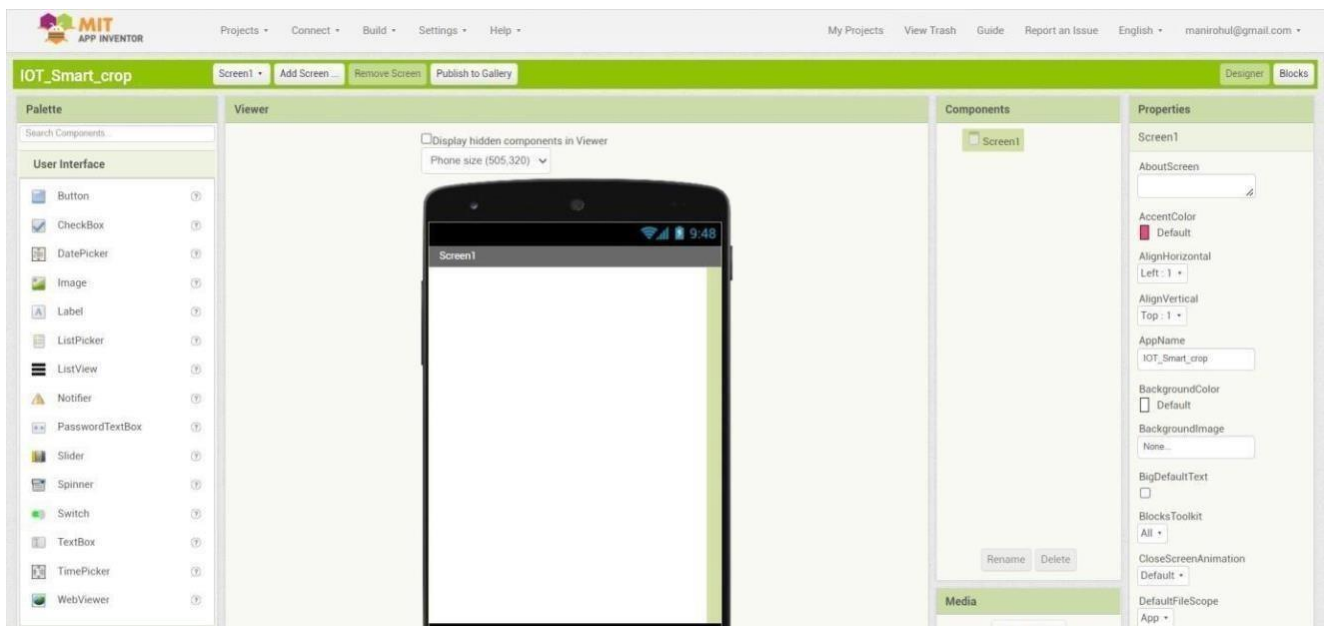 MIT
APP INVENTOR
Projects Connect Build Settings Help My Projects View Trash Guide Report an Issue English manirohul@gmail.com
IOT_Smart_crop Screen1 Add Screen ... Remove Screen Publish to Gallery Designer Blocks
Palette
Search Components...
User Interface
Button
CheckBox
DatePicker
Image
Label
ListPicker
ListView
Notifier
PasswordTextBox
Slider
Spinner
Switch
TextBox
TimePicker
WebViewer
Viewer
Display hidden components in Viewer
Phone size (505,320)
9:48
Screen1
Components
Screen1
Rename Delete
Media
Properties
Screen1
AboutScreen
AccentColor
Default
AlignHorizontal
Left : 1
AlignVertical
Top : 1
AppName
IOT_Smart_crop
BackgroundColor
Default
BackgroundImage
None...
BigDefaultText
BlocksToolkit
All
CloseScreenAnimation
Default
DefaultFileScope
App